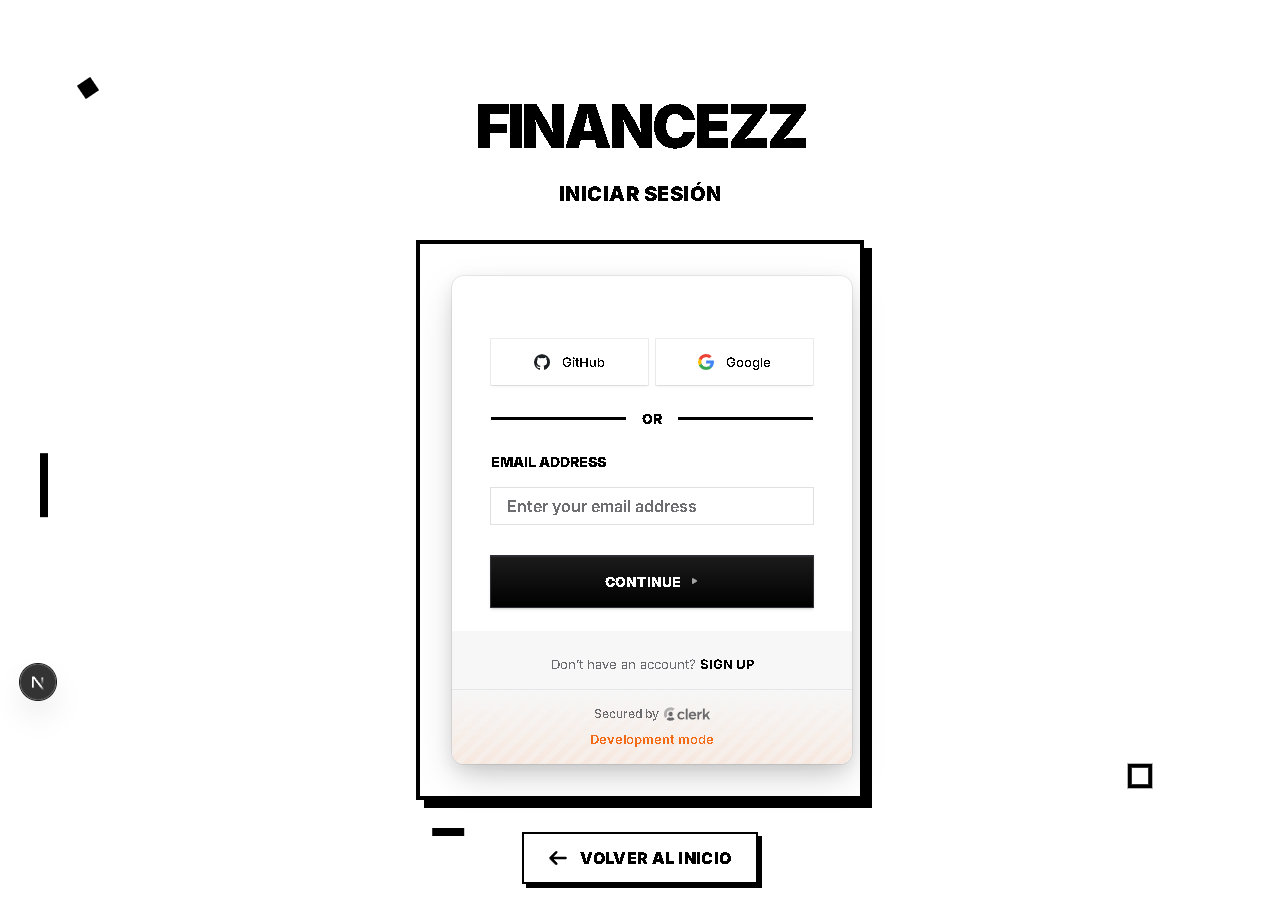 FINANCEZZ
INICIAR SESIÓN
GitHub
Google
OR
EMAIL ADDRESS
Enter your email address
CONTINUE
Don't have an account? SIGN UP
Secured by clerk
Development mode
N
VOLVER AL INICIO